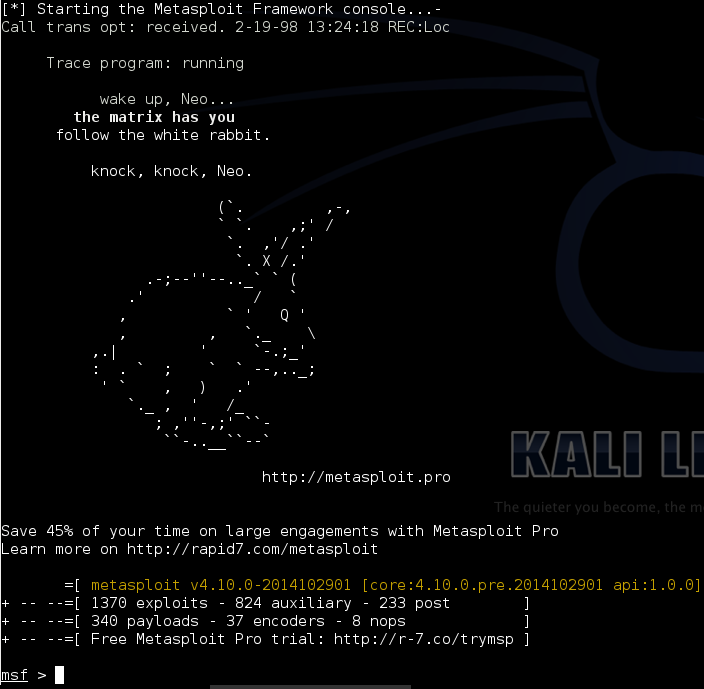 [*] Starting the Metasploit Framework console...-
Call trans opt: received. 2-19-98 13:24:18 REC:Loc
Trace program: running
wake up, Neo...
the matrix has you
follow the white rabbit.
knock, knock, Neo.
http://metasploit.pro
KALI LI
The quieter you become, the m
Save 45% of your time on large engagements with Metasploit Pro
Learn more on http://rapid7.com/metasploit
=[ metasploit v4.10.0-2014102901 [core:4.10.0.pre.2014102901 api:1.0.0]
+ -- --=[ 1370 exploits - 824 auxiliary - 233 post ]
+ -- --=[ 340 payloads - 37 encoders - 8 nops ]
+ -- --=[ Free Metasploit Pro trial: http://r-7.co/trymsp ]
msf >